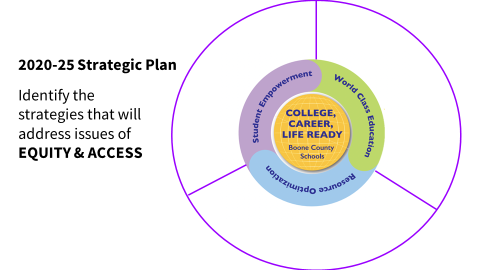 2020-25 Strategic Plan
Identify the
strategies that will
address issues of
EQUITY & ACCESS
Student Empowerment
World Class Education
Resource Optimization
COLLEGE,
CAREER,
LIFE READY
Boone County
Schools